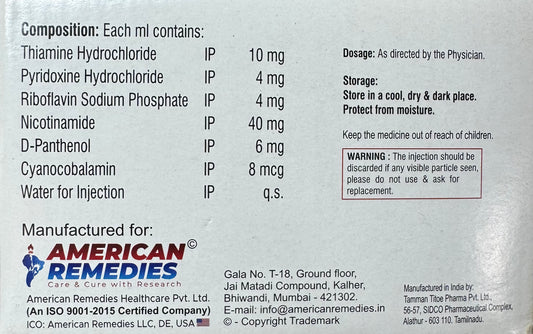 Composition: Each ml contains:
Thiamine Hydrochloride IP 10 mg
Pyridoxine Hydrochloride IP 4 mg
Riboflavin Sodium Phosphate IP 4 mg
Nicotinamide IP 40 mg
D-Panthenol IP 6 mg
Cyanocobalamin IP 8 mcg
Water for Injection IP q.s.
Dosage: As directed by the Physician.
Storage:
Store in a cool, dry & dark place.
Protect from moisture.
Keep the medicine out of reach of children.
WARNING : The injection should be
discarded if any visible particle seen,
please do not use & ask for
replacement.
Manufactured for:
AMERICAN ©
REMEDIES
Care & Cure with Research
American Remedies Healthcare Pvt. Ltd.
(An ISO 9001-2015 Certified Company)
ICO: American Remedies LLC, DE, USA
Gala No. T-18, Ground floor,
Jai Matadi Compound, Kalher,
Bhiwandi, Mumbai - 421302.
E-mail: info@americanremedies.in
© - Copyright Trademark
Manufactured in India by:
Tamman Titoe Pharma Pvt. Ltd.
56-57, SIDCO Pharmaceutical Complex,
Alathur - 603 110, Tamilnadu.